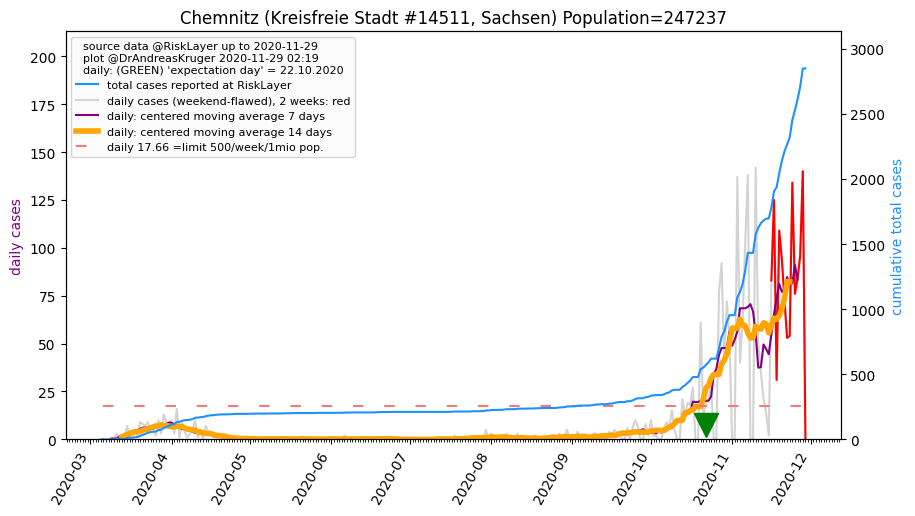 Chemnitz (Kreisfreie Stadt #14511, Sachsen) Population=247237
source data @RiskLayer up to 2020-11-29
plot @DrAndreasKruger 2020-11-29 02:19
daily: (GREEN) 'expectation day' = 22.10.2020
total cases reported at RiskLayer
daily cases (weekend-flawed), 2 weeks: red
daily: centered moving average 7 days
daily: centered moving average 14 days
daily 17.66 =limit 500/week/1mio pop.
daily cases
200
175
150
125
100
75
50
25
0
cumulative total cases
3000
2500
2000
1500
1000
500
0
2020-03
2020-04
2020-05
2020-06
2020-07
2020-08
2020-09
2020-10
2020-11
2020-12